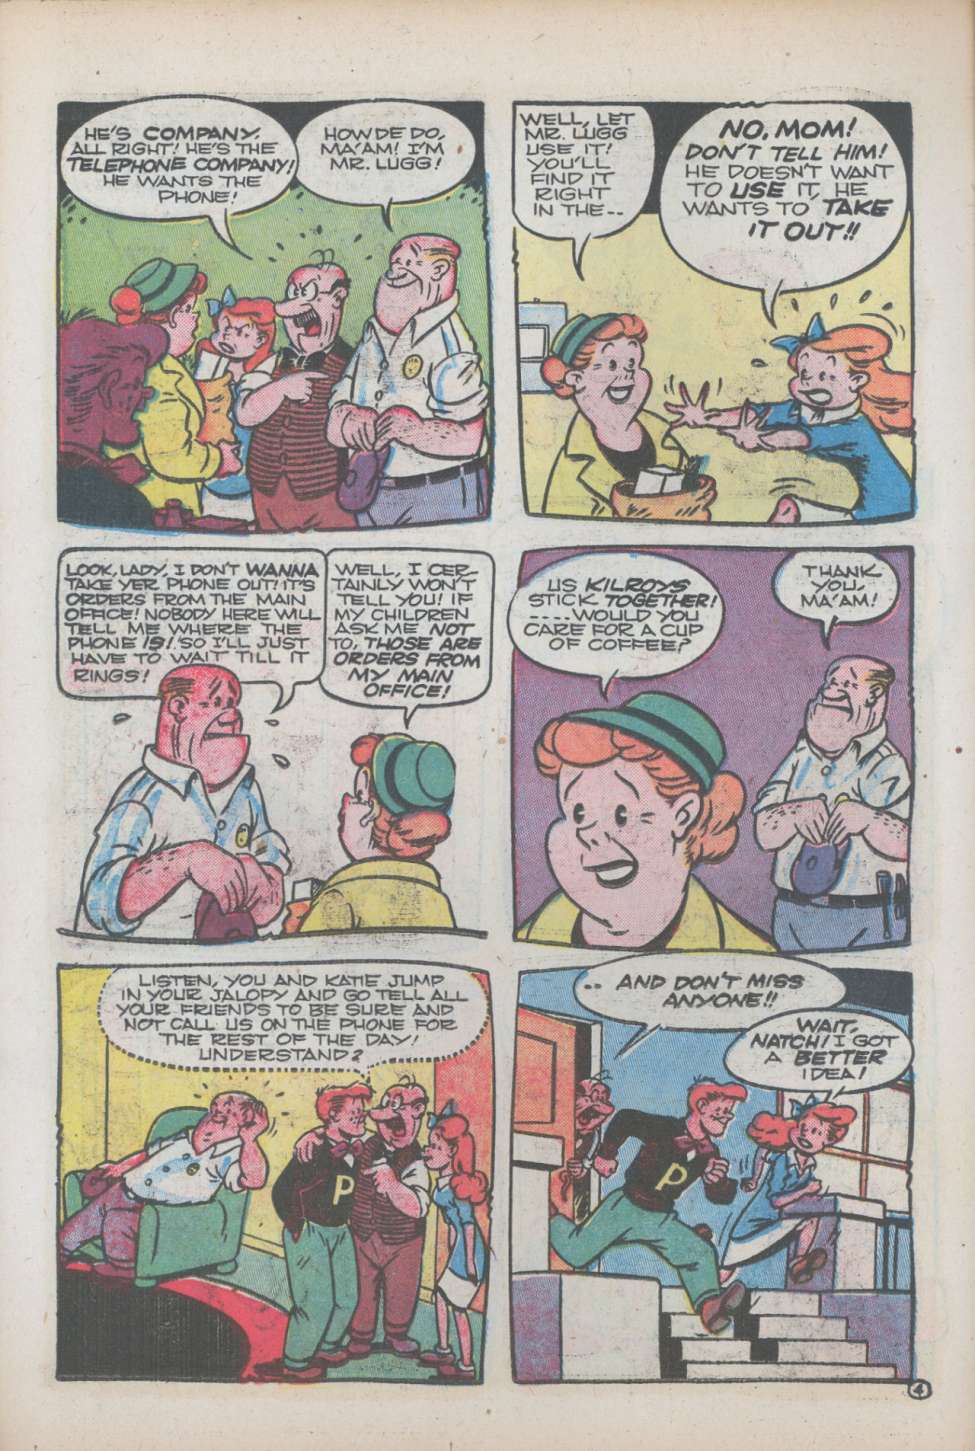 HE'S COMPANY,
ALL RIGHT! HE'S THE
TELEPHONE COMPANY!
HE WANTS THE
PHONE!
HOW DE DO,
MA'AM! I'M
MR. LUGG!
WELL, LET
MR. LUGG
USE IT!
YOU'LL
FIND IT
RIGHT
IN THE--
NO, MOM!
DON'T TELL HIM!
HE DOESN'T WANT
TO USE IT, HE
WANTS TO TAKE
IT OUT!!
LOOK, LADY, I DON'T WANNA
TAKE YER PHONE OUT! IT'S
ORDERS FROM THE MAIN
OFFICE! NOBODY HERE WILL
TELL ME WHERE THE
PHONE IS! SO I'LL JUST
HAVE TO WAIT TILL IT
RINGS!
WELL, I CER-
TAINLY WON'T
TELL YOU! IF
MY CHILDREN
ASK ME NOT
TO, THOSE ARE
ORDERS FROM
MY MAIN
OFFICE!
US KILROYS
STICK TOGETHER!
----WOULD YOU
CARE FOR A CUP
OF COFFEE?
THANK
YOU,
MA'AM!
LISTEN, YOU AND KATIE JUMP
IN YOUR JALOPY AND GO TELL ALL
YOUR FRIENDS TO BE SURE AND
NOT CALL US ON THE PHONE FOR
THE REST OF THE DAY!
UNDERSTAND?
P
.. AND DON'T MISS
ANYONE!!
WAIT,
NATCH! I GOT
A BETTER
IDEA!
P
4